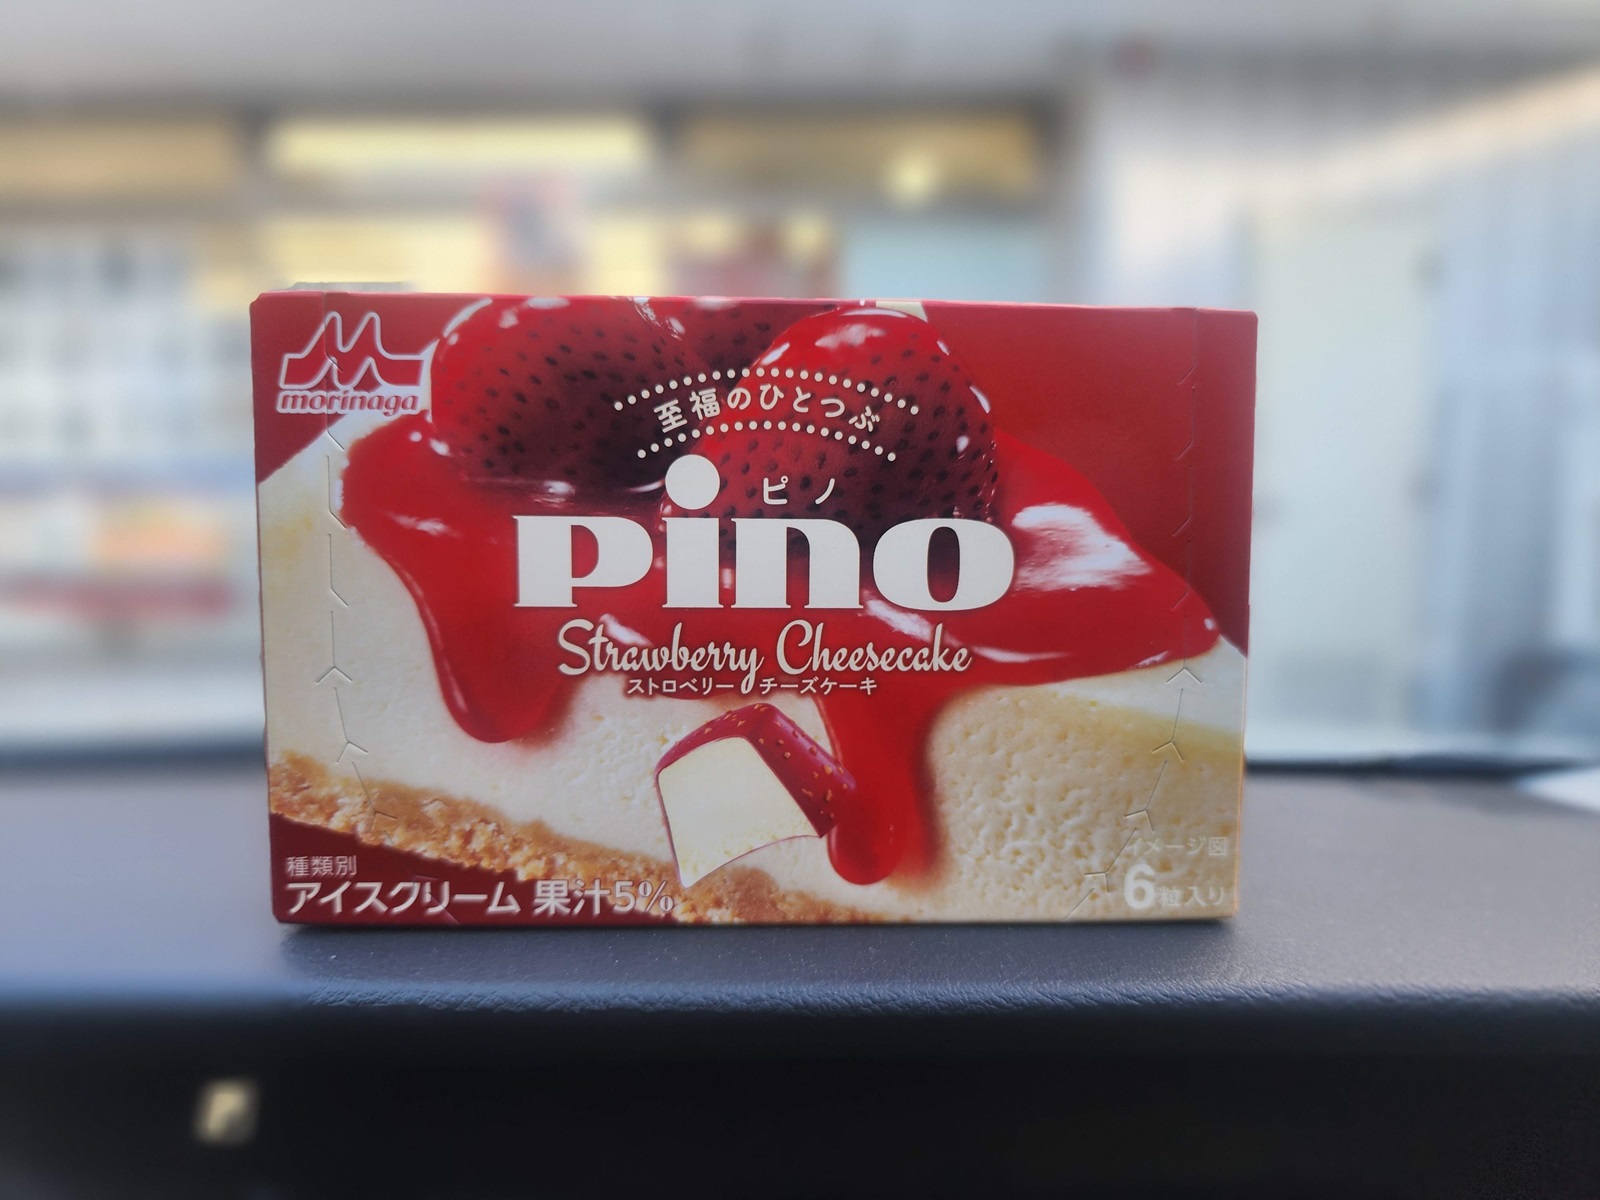 morinaga
至福のひとつぶ
ピノ
pino
Strawberry Cheesecake
ストロベリー チーズケーキ
イメージ図
種類別
アイスクリーム 果汁5%
6粒入り